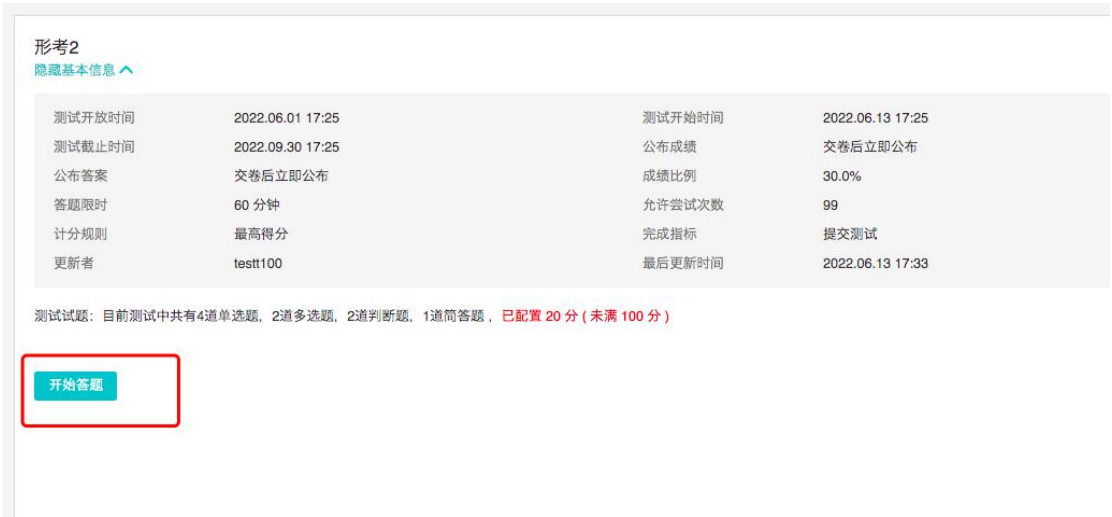 形考2
隐藏基本信息
测试开放时间 2022.06.01 17:25 测试开始时间 2022.06.13 17:25
测试截止时间 2022.09.30 17:25 公布成绩 交卷后立即公布
公布答案 交卷后立即公布 成绩比例 30.0%
答题限时 60 分钟 允许尝试次数 99
计分规则 最高得分 完成指标 提交测试
更新者 testt100 最后更新时间 2022.06.13 17:33
测试试题：目前测试中共有4道单选题，2道多选题，2道判断题，1道简答题 ，已配置 20 分 ( 未满 100 分 )
开始答题